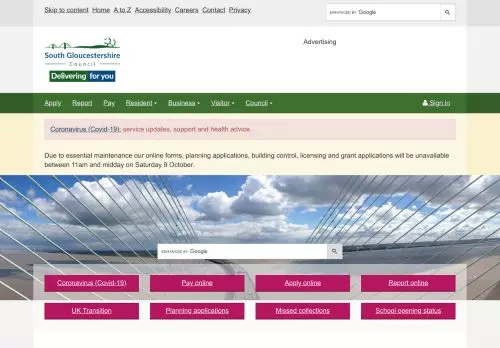 Skip to content Home A to Z Accessibility Careers Contact Privacy
ENHANCED BY Google
Advertising
South Gloucestershire
Council
Delivering for you
Apply Report Pay Resident Business Visitor Council Sign in
Coronavirus (Covid-19): service updates, support and health advice.
Due to essential maintenance our online forms, planning applications, building control, licensing and grant applications will be unavailable
between 11am and midday on Saturday 9 October.
ENHANCED BY Google
Coronavirus (Covid-19) Pay online Apply online Report online
UK Transition Planning applications Missed collections School opening status